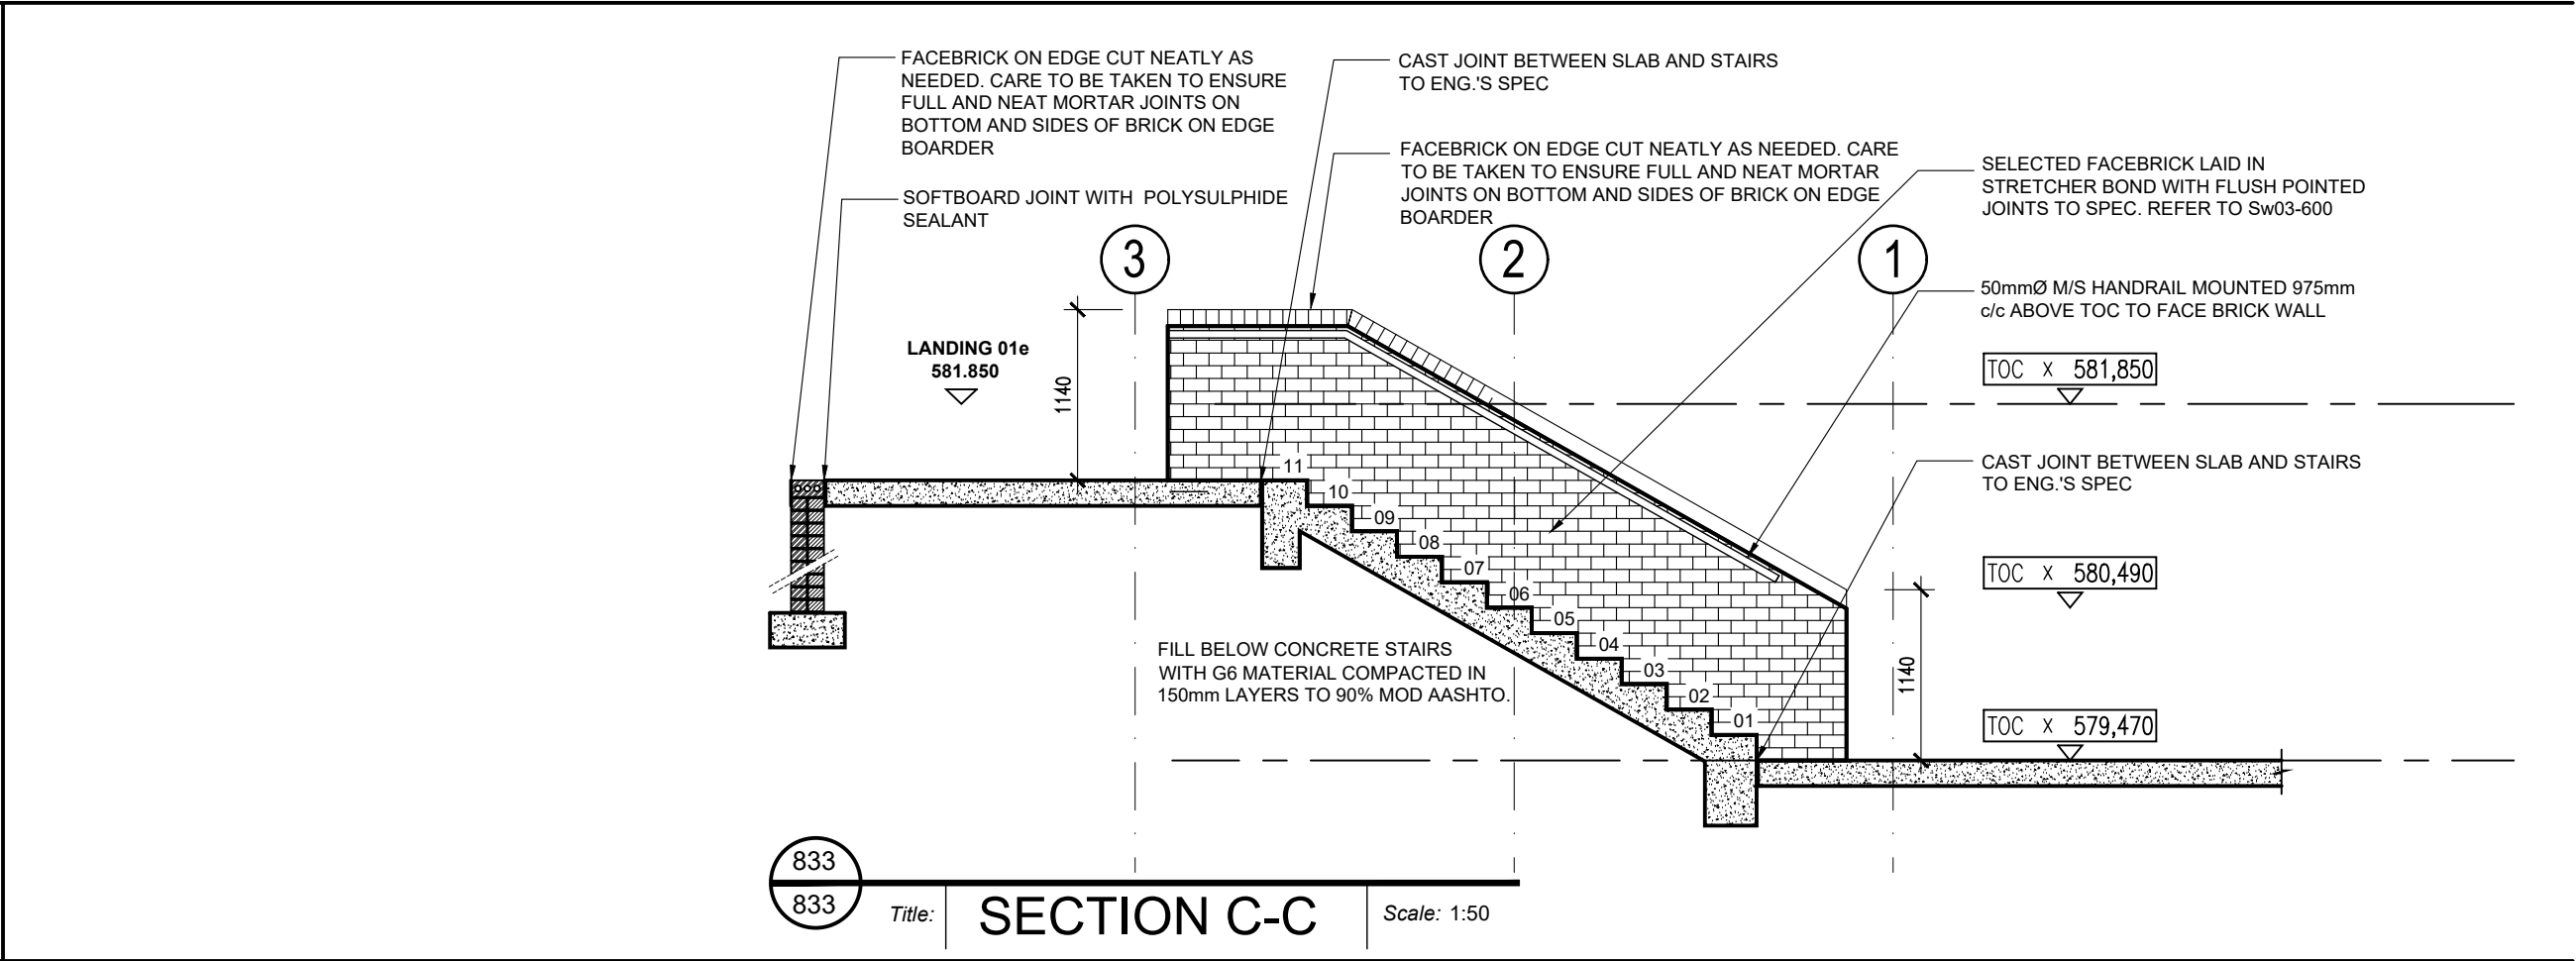 FACEBRICK ON EDGE CUT NEATLY AS
NEEDED. CARE TO BE TAKEN TO ENSURE
FULL AND NEAT MORTAR JOINTS ON
BOTTOM AND SIDES OF BRICK ON EDGE
BOARDER
SOFTBOARD JOINT WITH POLYSULPHIDE
SEALANT
CAST JOINT BETWEEN SLAB AND STAIRS
TO ENG.'S SPEC
FACEBRICK ON EDGE CUT NEATLY AS NEEDED. CARE
TO BE TAKEN TO ENSURE FULL AND NEAT MORTAR
JOINTS ON BOTTOM AND SIDES OF BRICK ON EDGE
BOARDER
SELECTED FACEBRICK LAID IN
STRETCHER BOND WITH FLUSH POINTED
JOINTS TO SPEC. REFER TO Sw03-600
3
2
1
50mmØ M/S HANDRAIL MOUNTED 975mm
c/c ABOVE TOC TO FACE BRICK WALL
LANDING 01e
581.850
1140
TOC X 581,850
CAST JOINT BETWEEN SLAB AND STAIRS
TO ENG.'S SPEC
11
10
09
08
07
06
05
04
03
02
01
TOC X 580,490
1140
TOC X 579,470
FILL BELOW CONCRETE STAIRS
WITH G6 MATERIAL COMPACTED IN
150mm LAYERS TO 90% MOD AASHTO.
833
833
Title:
SECTION C-C
Scale: 1:50